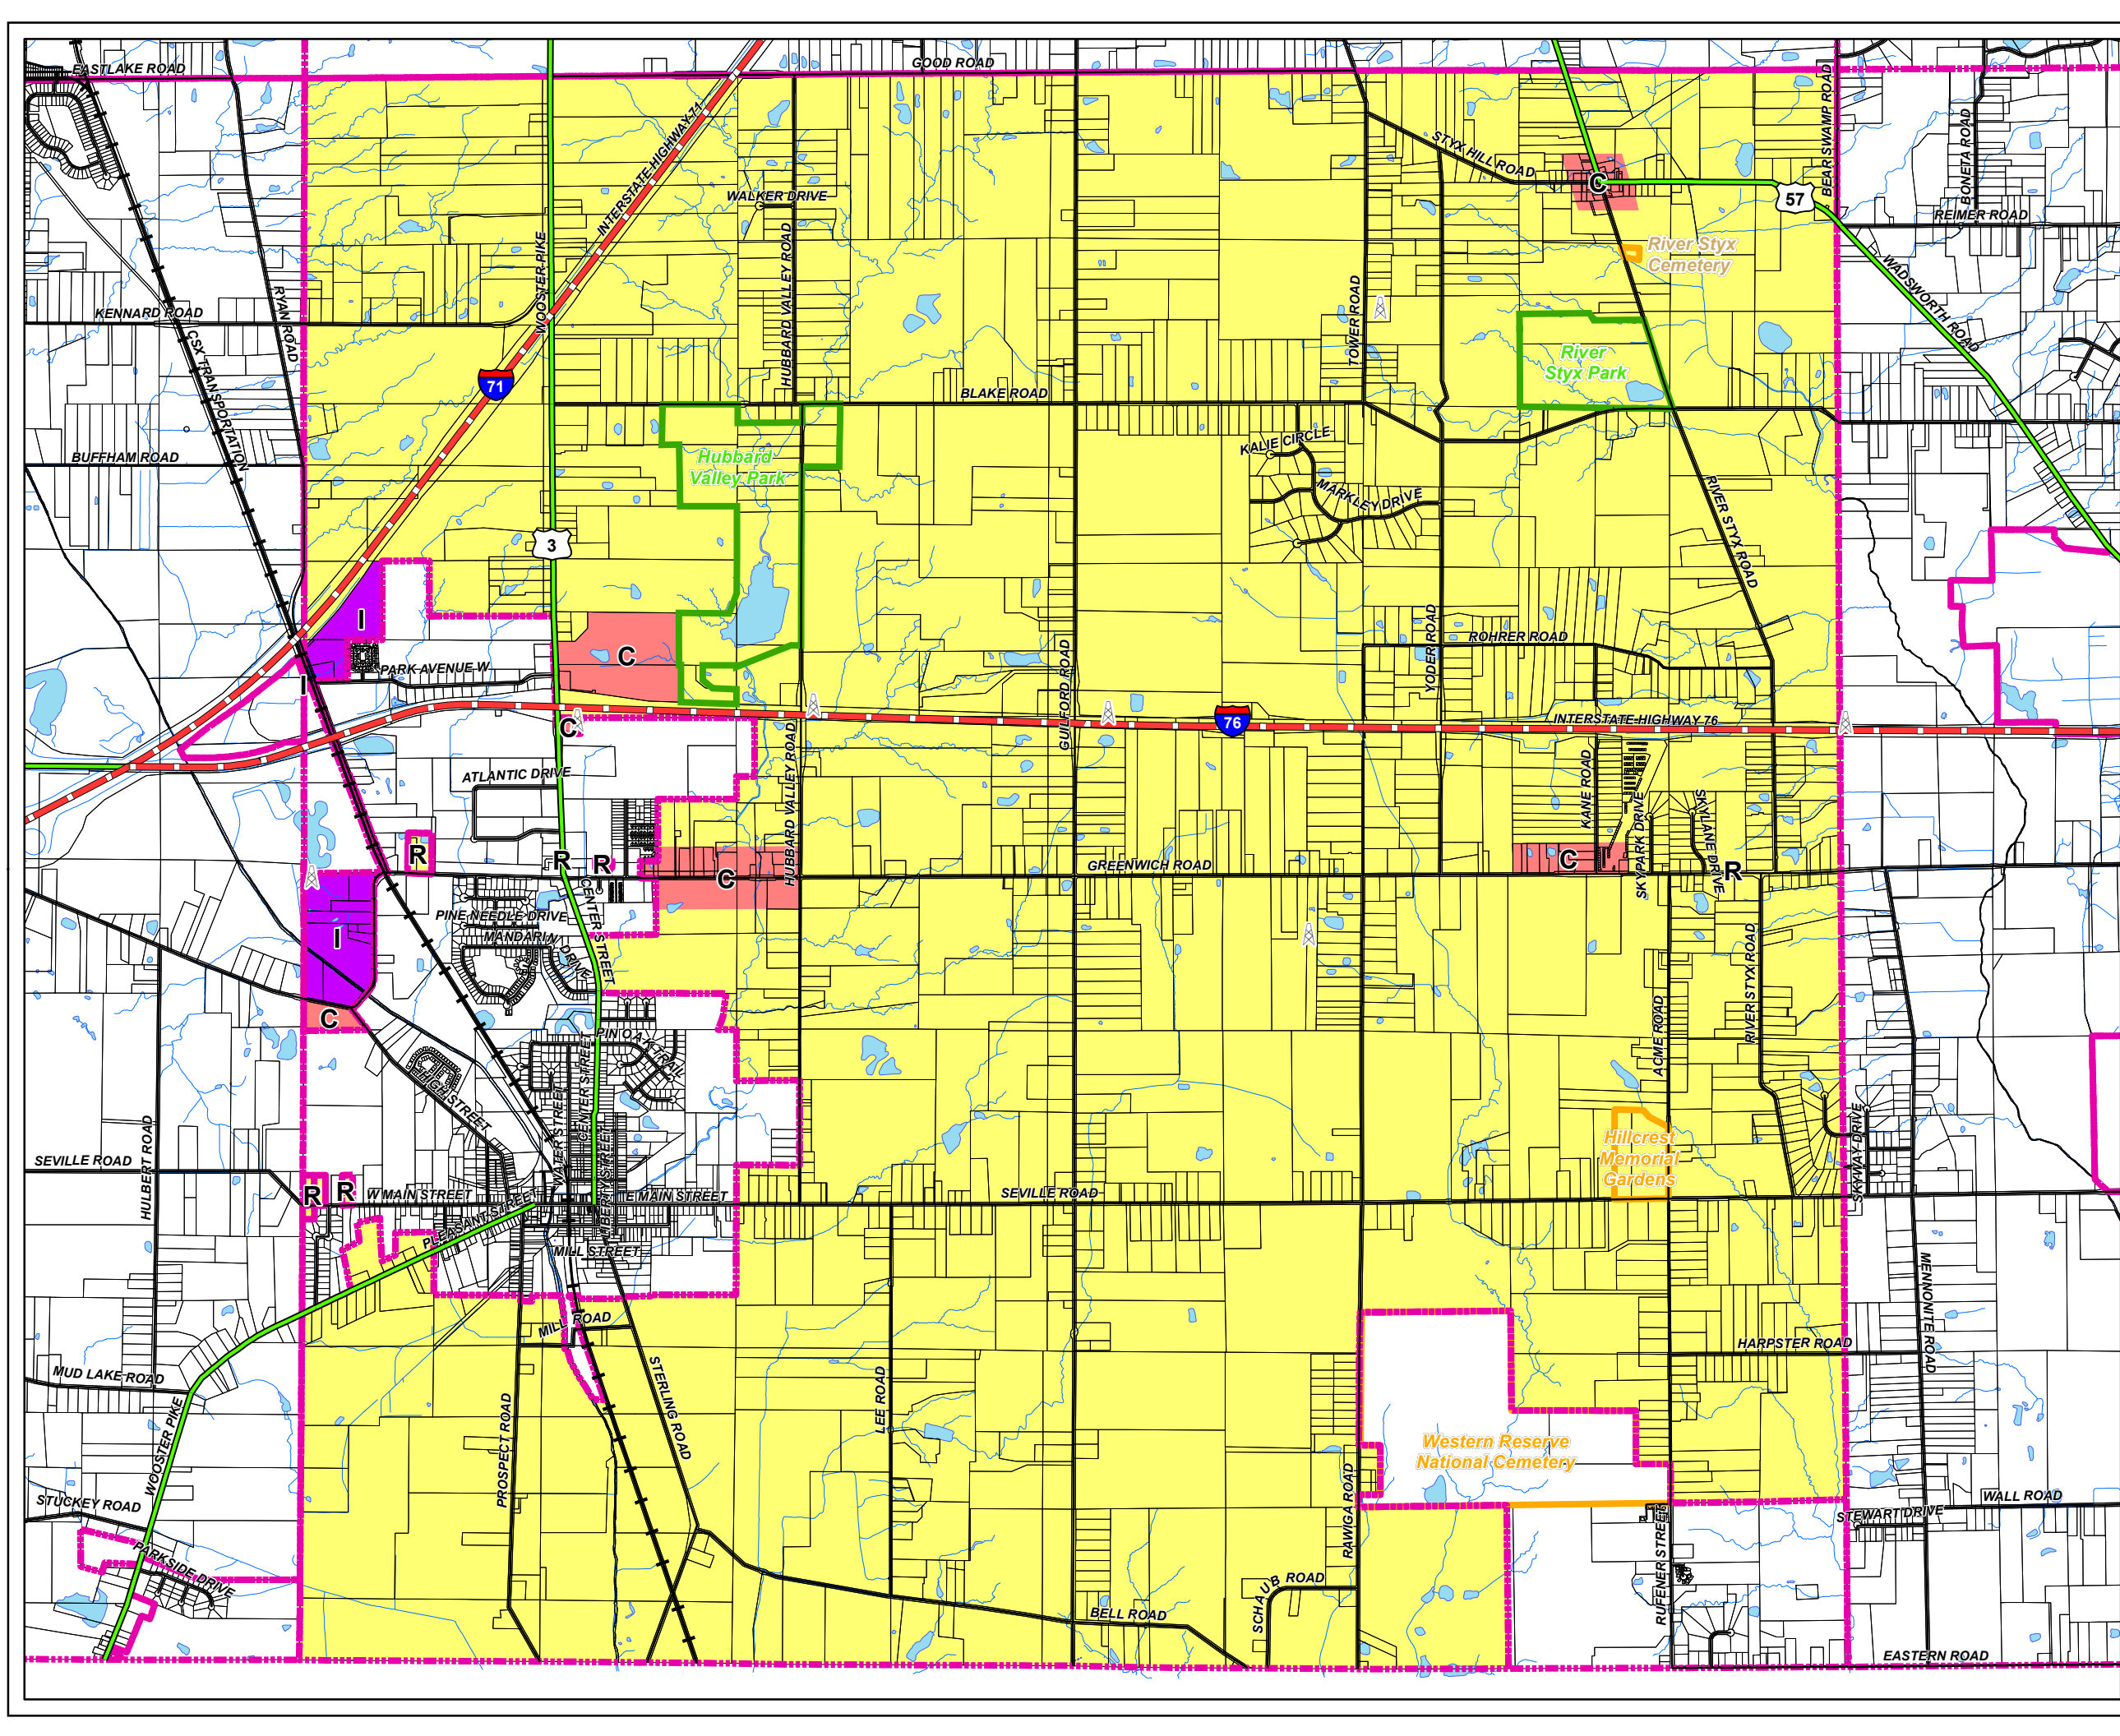 GOOD ROAD
EASTLAKE ROAD
BEAR SWAMP ROAD
INTERSTATE HIGHWAY 71
STYX HILL ROAD
BONETA ROAD
C
57
WALKER DRIVE
REIMER ROAD
WOOSTER PIKE
HUBBARD VALLEY ROAD
River Styx
Cemetery
RYAN ROAD
TOWER ROAD
WADSWORTH ROAD
KENNARD ROAD
CSX TRANSPORTATION
River
Styx Park
71
BLAKE ROAD
KALIE CIRCLE
BUFFHAM ROAD
Hubbard
Valley Park
MARKLEY DRIVE
RIVER STYX ROAD
3
I
YODER ROAD
ROHRER ROAD
C
GUILFORD ROAD
PARK AVENUE W
I
C
76
INTERSTATE HIGHWAY 76
ATLANTIC DRIVE
HUBBARD VALLEY ROAD
KANE ROAD
SKYPARK DRIVE
SKYLANE DRIVE
R
R
R
C
GREENWICH ROAD
C
R
CENTER STREET
PINE NEEDLE DRIVE
MANDARIN DRIVE
I
RIVER STYX ROAD
C
ACME ROAD
PIN OAK TRAIL
CENTER STREET
HIGH STREET
WATER STREET
LIBERTY STREET
HULBERT ROAD
SKYWAY DRIVE
Hillcrest
Memorial
Gardens
SEVILLE ROAD
R
R
W MAIN STREET
E MAIN STREET
SEVILLE ROAD
PLEASANT STREET
MILL STREET
MENNONITE ROAD
MILL ROAD
HARPSTER ROAD
MUD LAKE ROAD
STERLING ROAD
LEE ROAD
PROSPECT ROAD
WOOSTER PIKE
Western Reserve
National Cemetery
RAWIGA ROAD
STUCKEY ROAD
WALL ROAD
STEWART DRIVE
PARKSIDE DRIVE
RUFENER STREET
SCHAUB ROAD
BELL ROAD
EASTERN ROAD